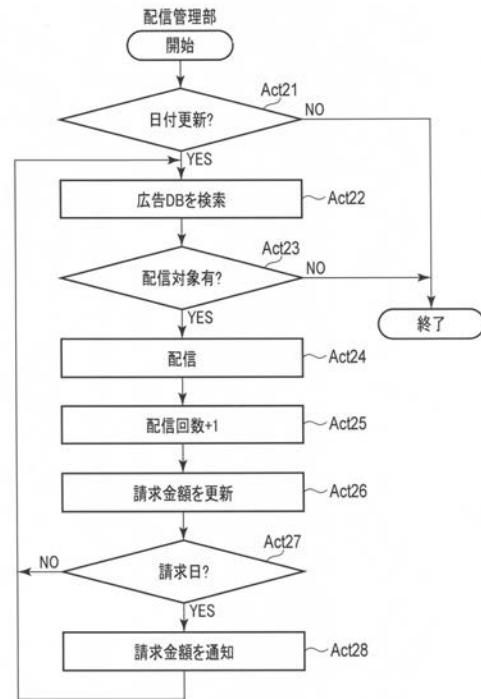 配信管理部
開始
Act21
日付更新?
NO
YES
広告DBを検索
Act22
Act23
配信対象有?
NO
YES
終了
配信
Act24
配信回数+1
Act25
請求金額を更新
Act26
Act27
NO
請求日?
YES
請求金額を通知
Act28